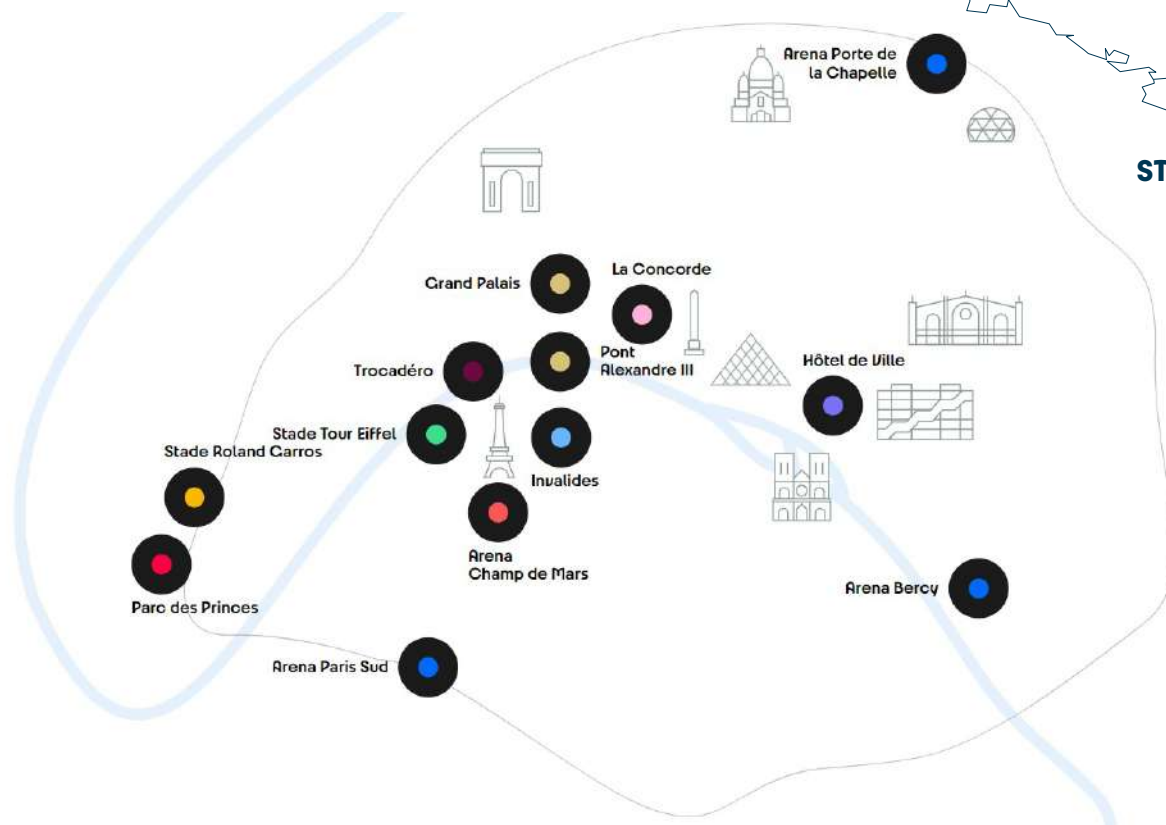 Arena Porte de
la Chapelle
ST
Grand Palais
La Concorde
Pont
Alexandre III
Trocadéro
Hôtel de Ville
Stade Tour Eiffel
Stade Roland Garros
Invalides
Arena
Champ de Mars
Arena Bercy
Parc des Princes
Arena Paris Sud